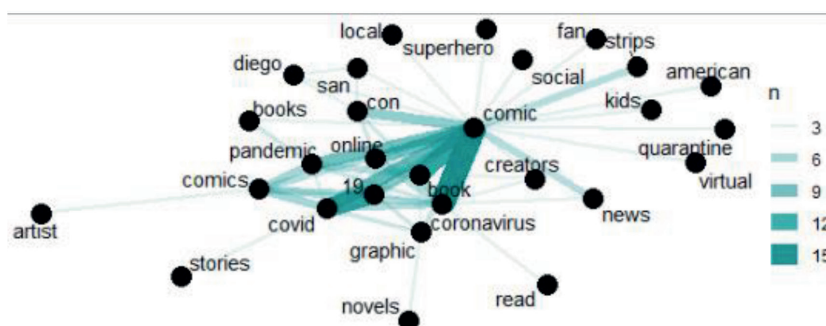 local
superhero
fan
strips
diego
san
social
american
books
con
comic
kids
n
pandemic
online
quarantine
3
comics
19
book
creators
virtual
6
artist
covid
coronavirus
news
9
graphic
12
stories
15
novels
read